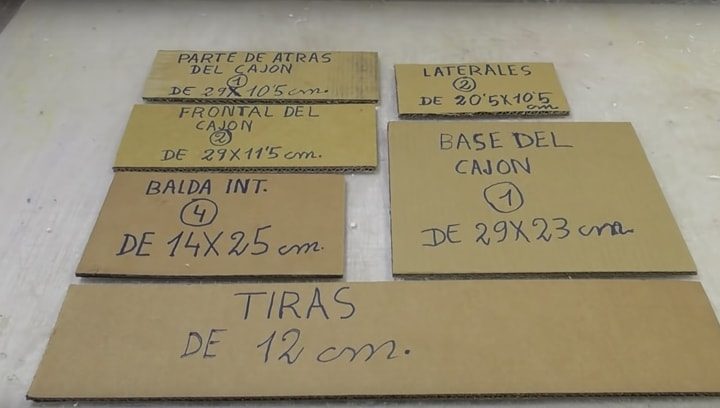 PARTE DE ATRAS
DEL CAJON
1
DE 29X10'5 cm.
LATERALES
2
DE 20'5X10'5
cm
FRONTAL DEL
CAJON
2
DE 29X11'5 cm.
BASE DEL
CAJON
1
DE 29X23 cm.
BALDA INT.
4
DE 14X25 cm.
TIRAS
DE 12 cm.